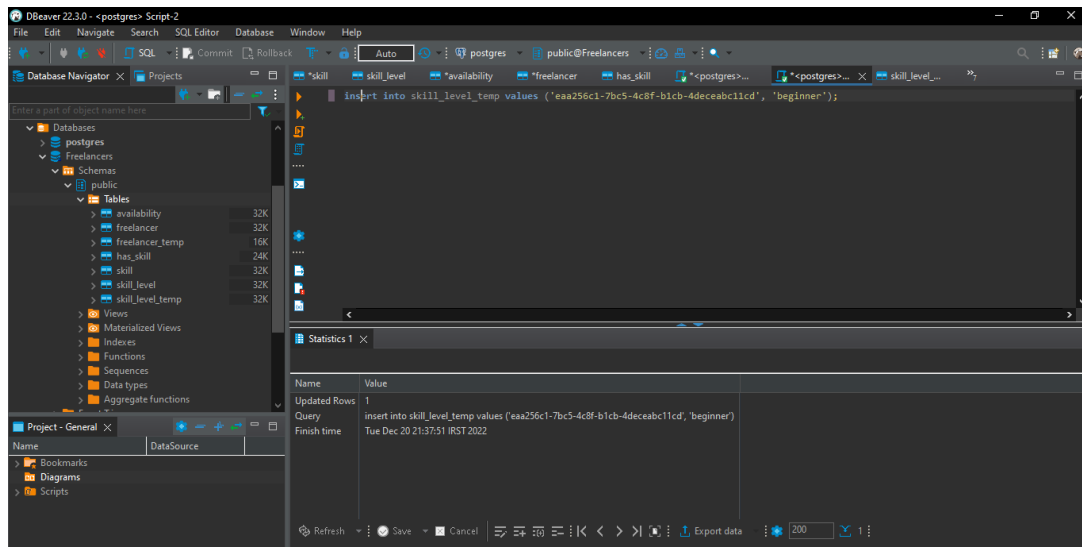 DBeaver 22.3.0 - <postgres> Script-2
File Edit Navigate Search SQL Editor Database Window Help
SQL Commit Rollback Auto postgres public@Freelancers
Database Navigator Projects
*skill skill_level *availability *freelancer has_skill *<postgres>... *<postgres>... skill_level_... »7
Enter a part of object name here
Databases
postgres
Freelancers
Schemas
public
Tables
availability 32K
freelancer 32K
freelancer_temp 16K
has_skill 24K
skill 32K
skill_level 32K
skill_level_temp 32K
Views
Materialized Views
Indexes
Functions
Sequences
Data types
Aggregate functions
insert into skill_level_temp values ('eaa256c1-7bc5-4c8f-b1cb-4deceabc11cd', 'beginner');
Statistics 1
Name Value
Updated Rows 1
Query insert into skill_level_temp values ('eaa256c1-7bc5-4c8f-b1cb-4deceabc11cd', 'beginner')
Finish time Tue Dec 20 21:37:51 IRST 2022
Project - General
Name DataSource
Bookmarks
Diagrams
Scripts
Refresh Save Cancel Export data 200 1